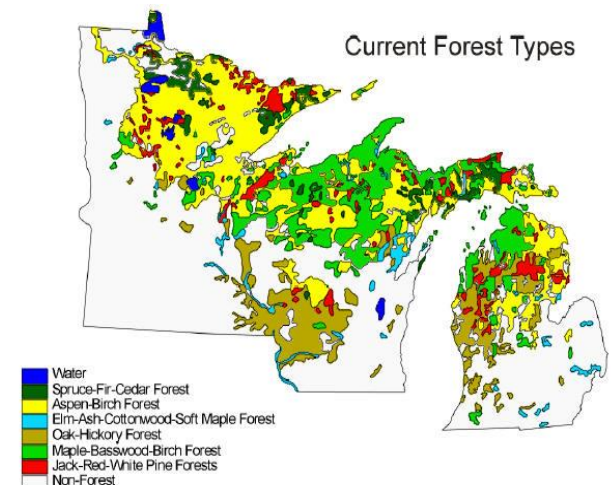 Current Forest Types
Water
Spruce-Fir-Cedar Forest
Aspen-Birch Forest
Elm-Ash-Cottonwood-Soft Maple Forest
Oak-Hickory Forest
Maple-Basswood-Birch Forest
Jack-Red-White Pine Forests
Non-Forest